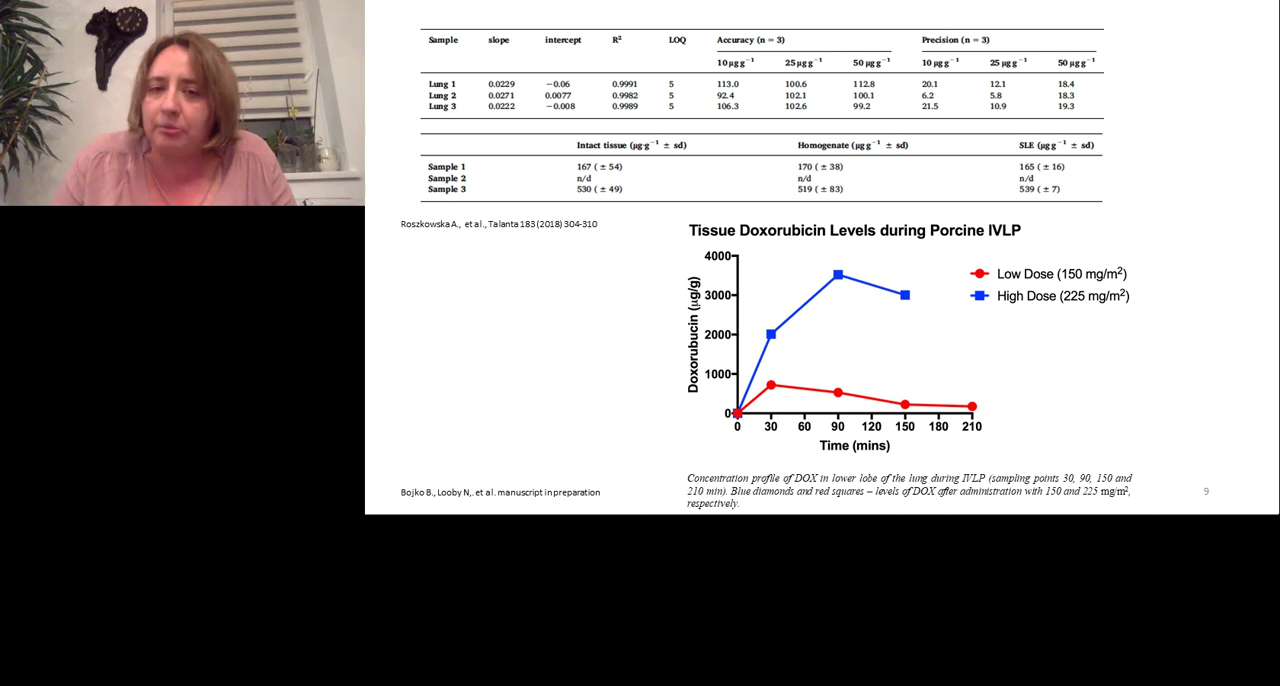 Sample slope intercept R² LOQ Accuracy (n = 3) Precision (n = 3)
10 μg g⁻¹ 25 μg g⁻¹ 50 μg g⁻¹ 10 μg g⁻¹ 25 μg g⁻¹ 50 μg g⁻¹
Lung 1 0.0229 −0.06 0.9991 5 113.0 100.6 112.8 20.1 12.1 18.4
Lung 2 0.0271 0.0077 0.9982 5 92.4 102.1 100.1 6.2 5.8 18.3
Lung 3 0.0222 −0.008 0.9989 5 106.3 102.6 99.2 21.5 10.9 19.3
Intact tissue (μg·g⁻¹ ± sd) Homogenate (μg g⁻¹ ± sd) SLE (μg g⁻¹ ± sd)
Sample 1 167 ( ± 54) 170 ( ± 38) 165 ( ± 16)
Sample 2 n/d n/d n/d
Sample 3 530 ( ± 49) 519 ( ± 83) 539 ( ± 7)
Roszkowska A., et al., Talanta 183 (2018) 304-310
Tissue Doxorubicin Levels during Porcine IVLP
Doxorubucin (μg/g)
4000
3000
2000
1000
0
0 30 60 90 120 150 180 210
Time (mins)
Low Dose (150 mg/m²)
High Dose (225 mg/m²)
Concentration profile of DOX in lower lobe of the lung during IVLP (sampling points 30, 90, 150 and
210 min). Blue diamonds and red squares – levels of DOX after administration with 150 and 225 mg/m²,
respectively.
Bojko B., Looby N,. et al. manuscript in preparation
9